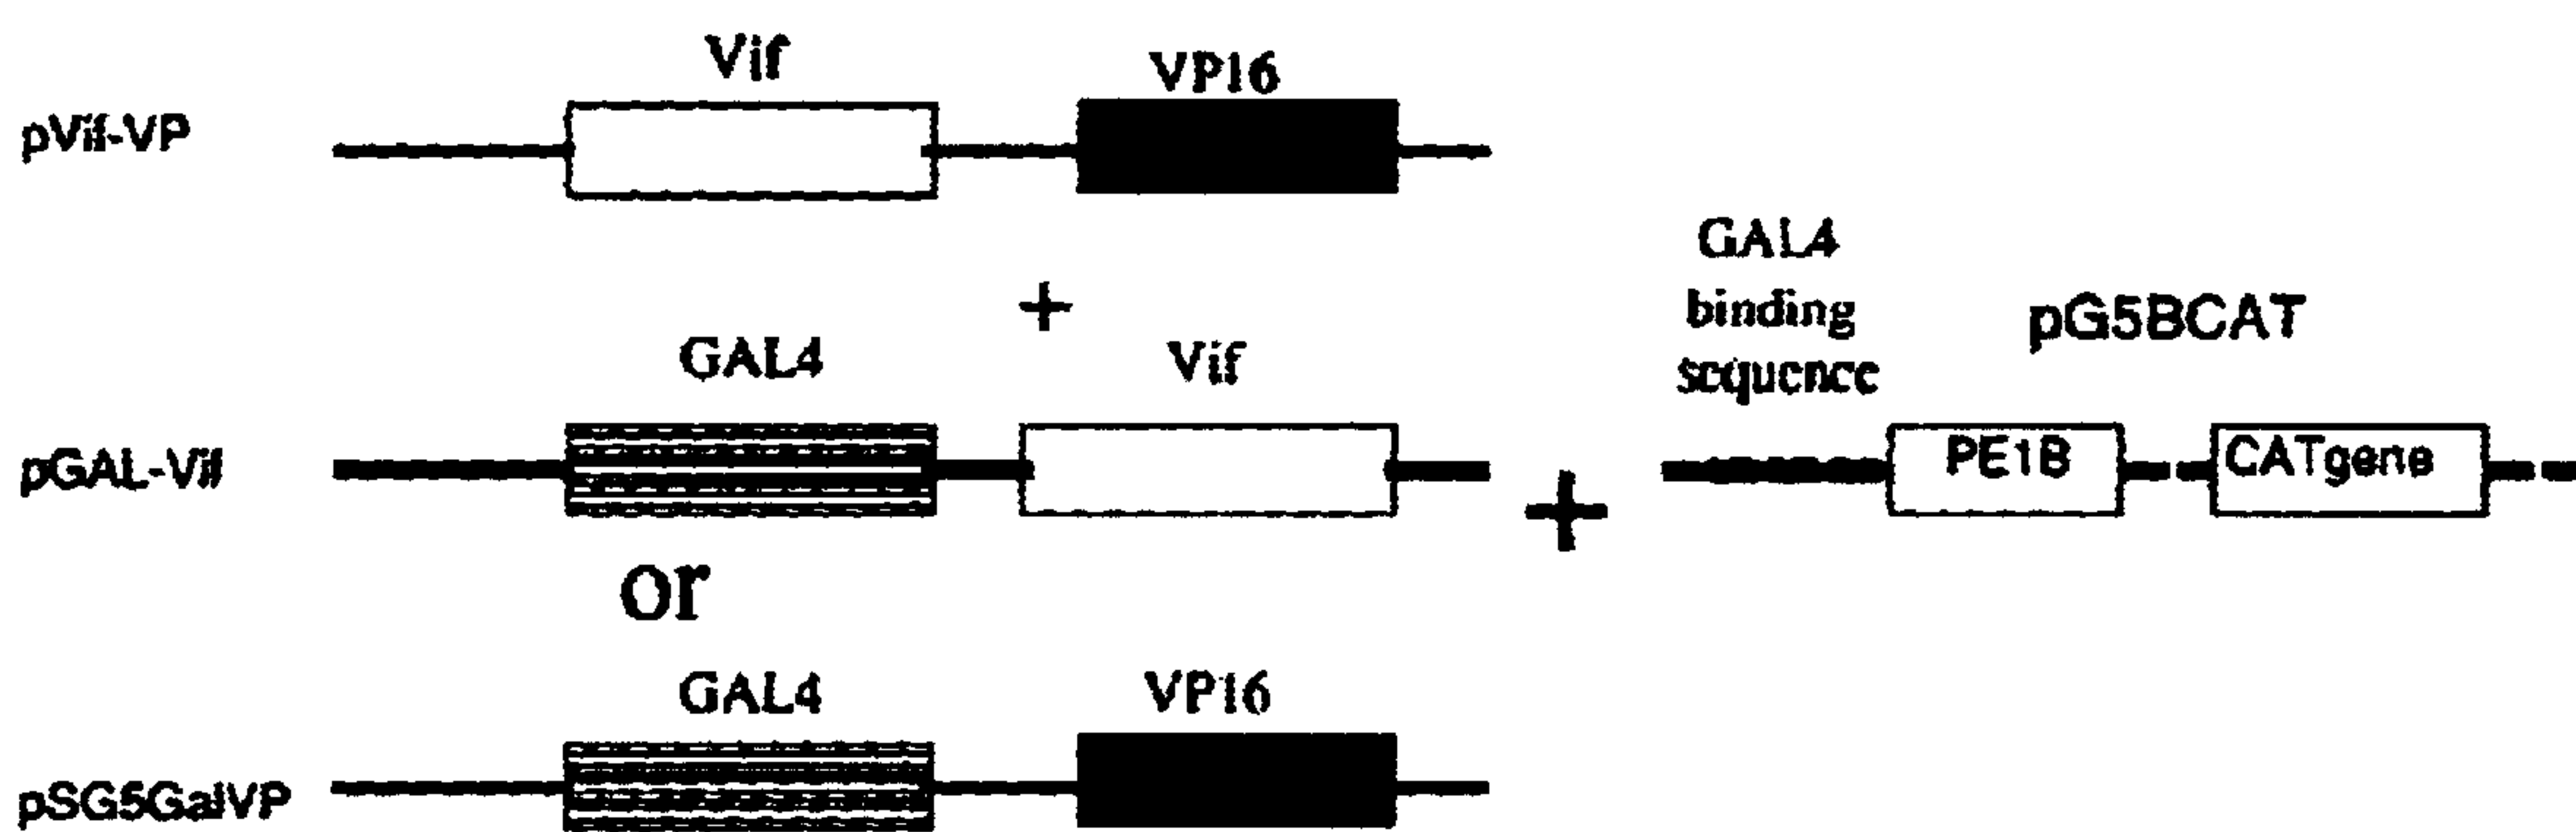 Vif
VP16
pVif-VP
+
GAL4
Vif
pGAL-Vif
or
GAL4
VP16
pSG5GalVP
+
GAL4
binding
sequence
pG5BCAT
PE1B
CATgene